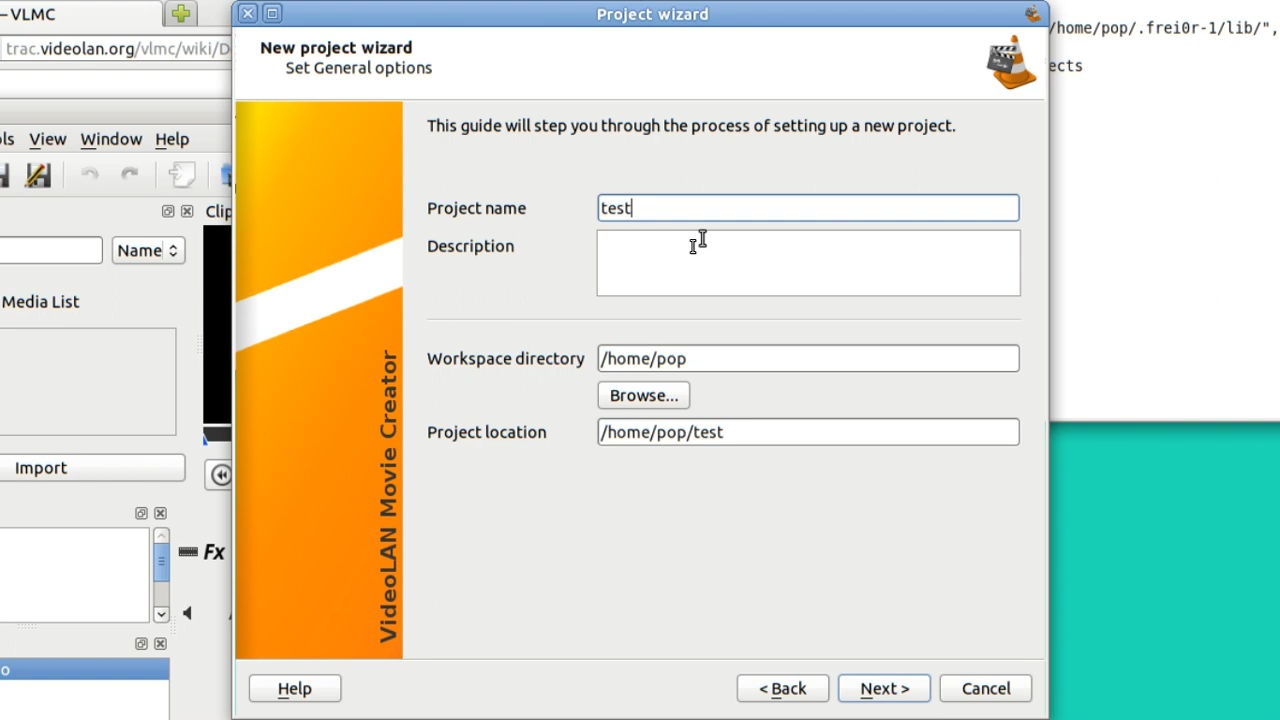 – VLMC
Project wizard
trac.videolan.org/vlmc/wiki/D
/home/pop/.frei0r-1/lib/",
ects
New project wizard
Set General options
ols View Window Help
This guide will step you through the process of setting up a new project.
Project name test
Description
Clip
Name
Media List
Workspace directory /home/pop
Browse...
Project location /home/pop/test
Import
Fx
VideoLAN Movie Creator
o
Help < Back Next > Cancel